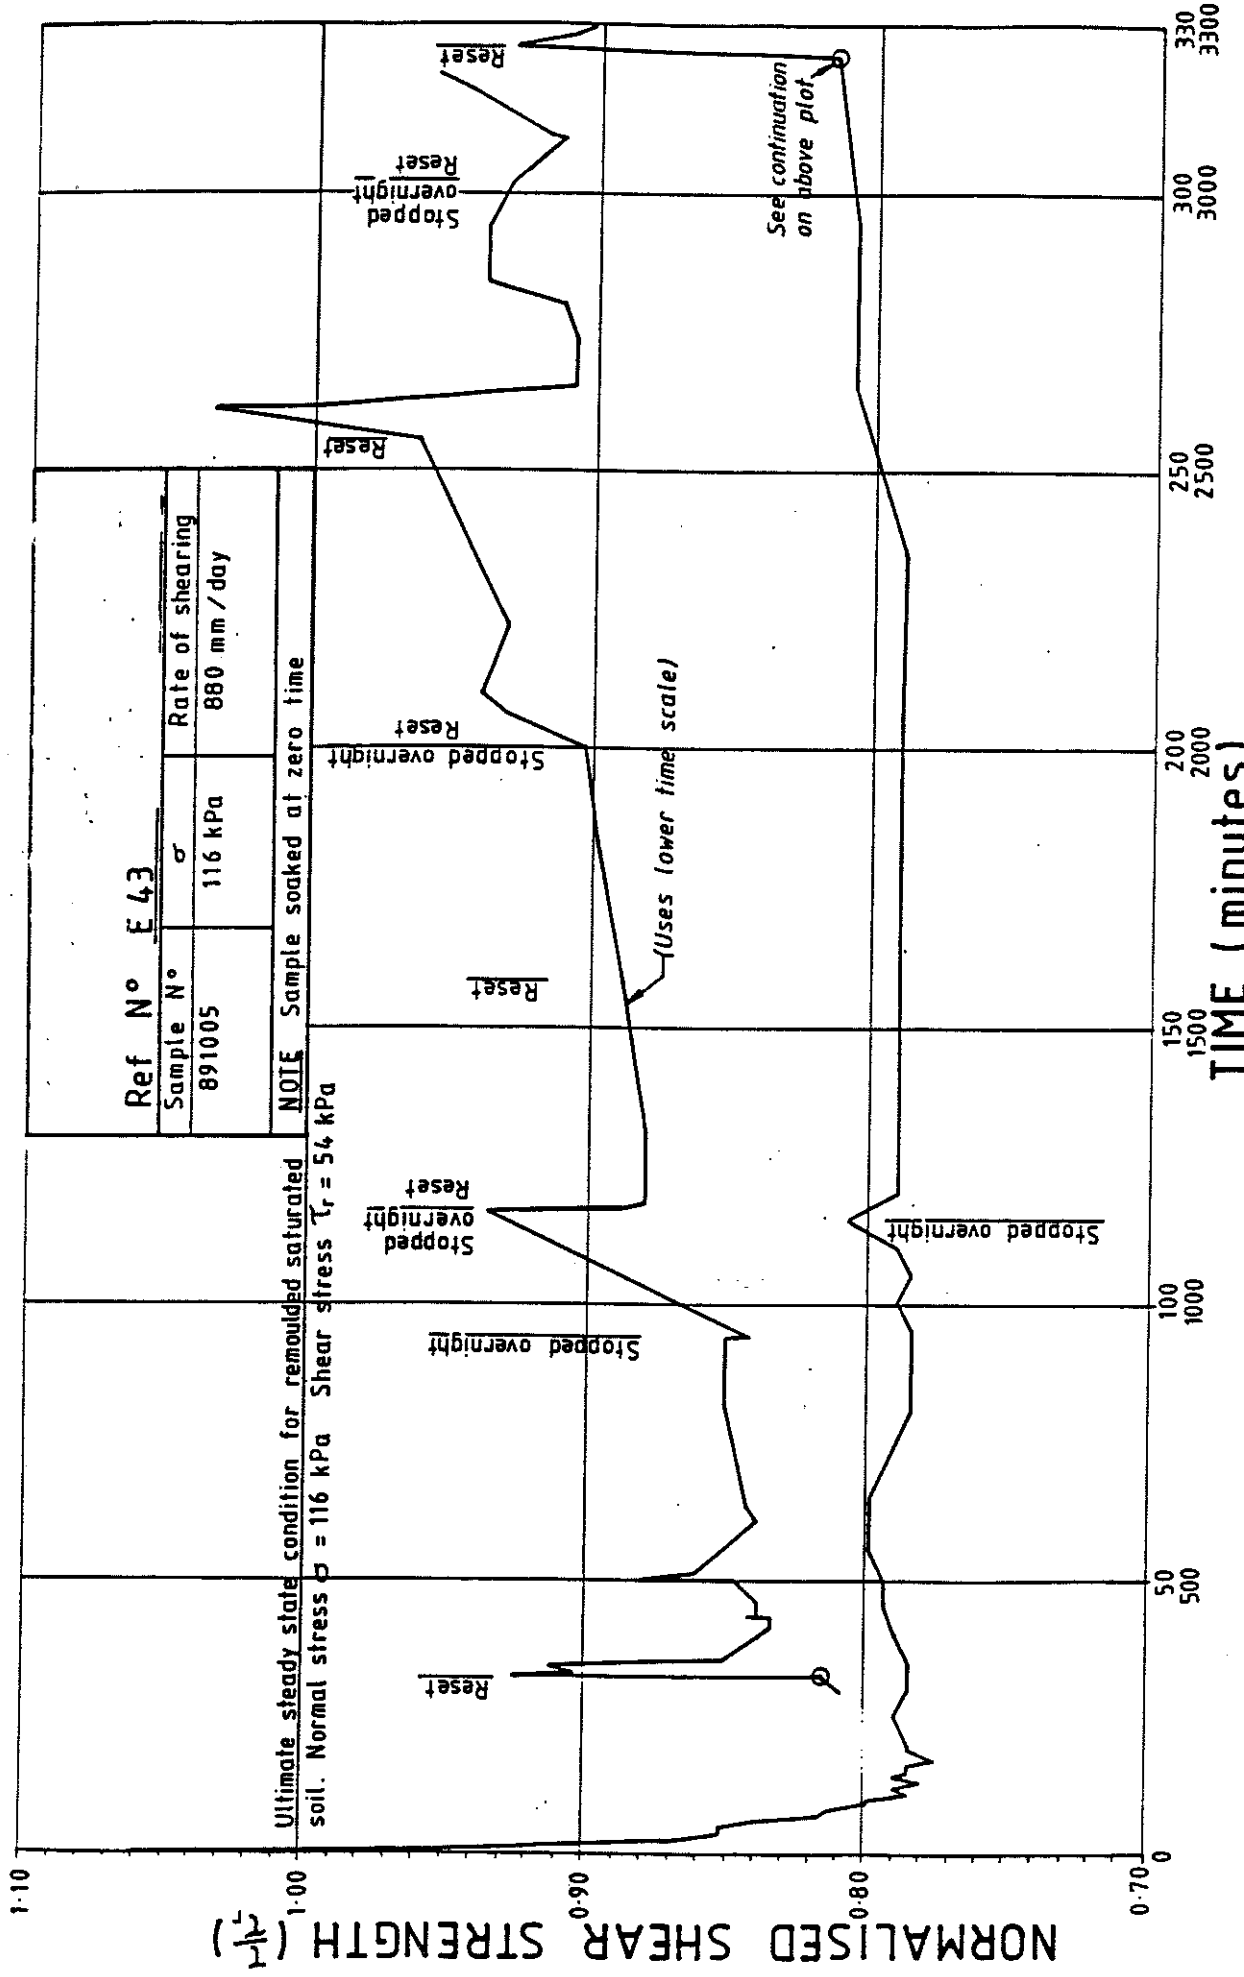 Ref Nº E 43
Sample Nº σ Rate of shearing
891005 116 kPa 880 mm/day
NOTE Sample soaked at zero time
Ultimate steady state condition for remoulded saturated
soil. Normal stress σ = 116 kPa Shear stress τr = 54 kPa
NORMALISED SHEAR STRENGTH (τ/τr)
1·10
1·00
0·90
0·80
0·70
Reset
Stopped overnight
Stopped
overnight
Reset
Reset
(Uses lower time scale)
Stopped overnight
Reset
Reset
Stopped
overnight
Reset
Reset
Stopped overnight
See continuation
on above plot
0 50 100 150 200 250 300 330
500 1000 1500 2000 2500 3000 3300
TIME (minutes)